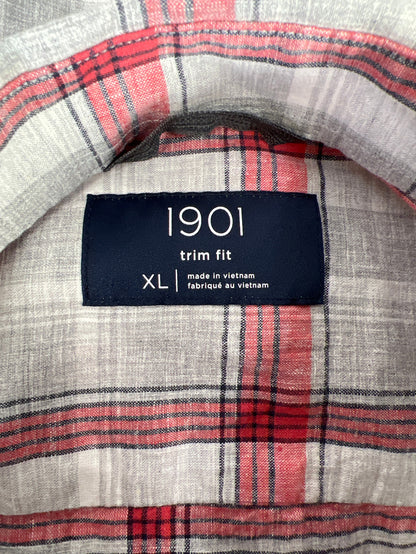 1901
trim fit
XL | made in vietnam
fabriqué au vietnam